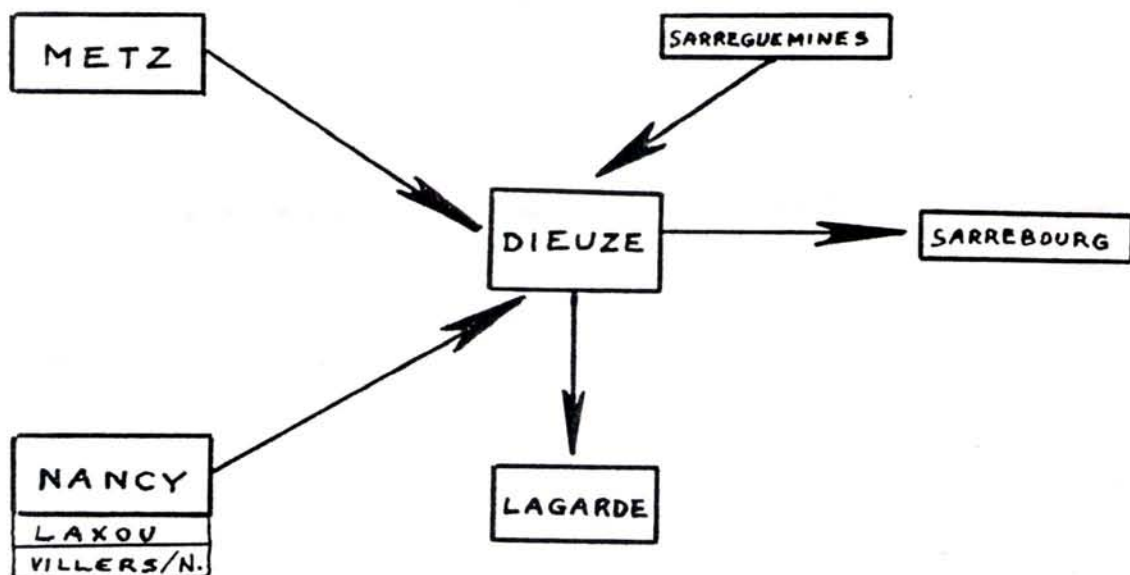 METZ
SARREGUEMINES
DIEUZE
SARREBOURG
NANCY
LAXOU
VILLERS/N.
LAGARDE